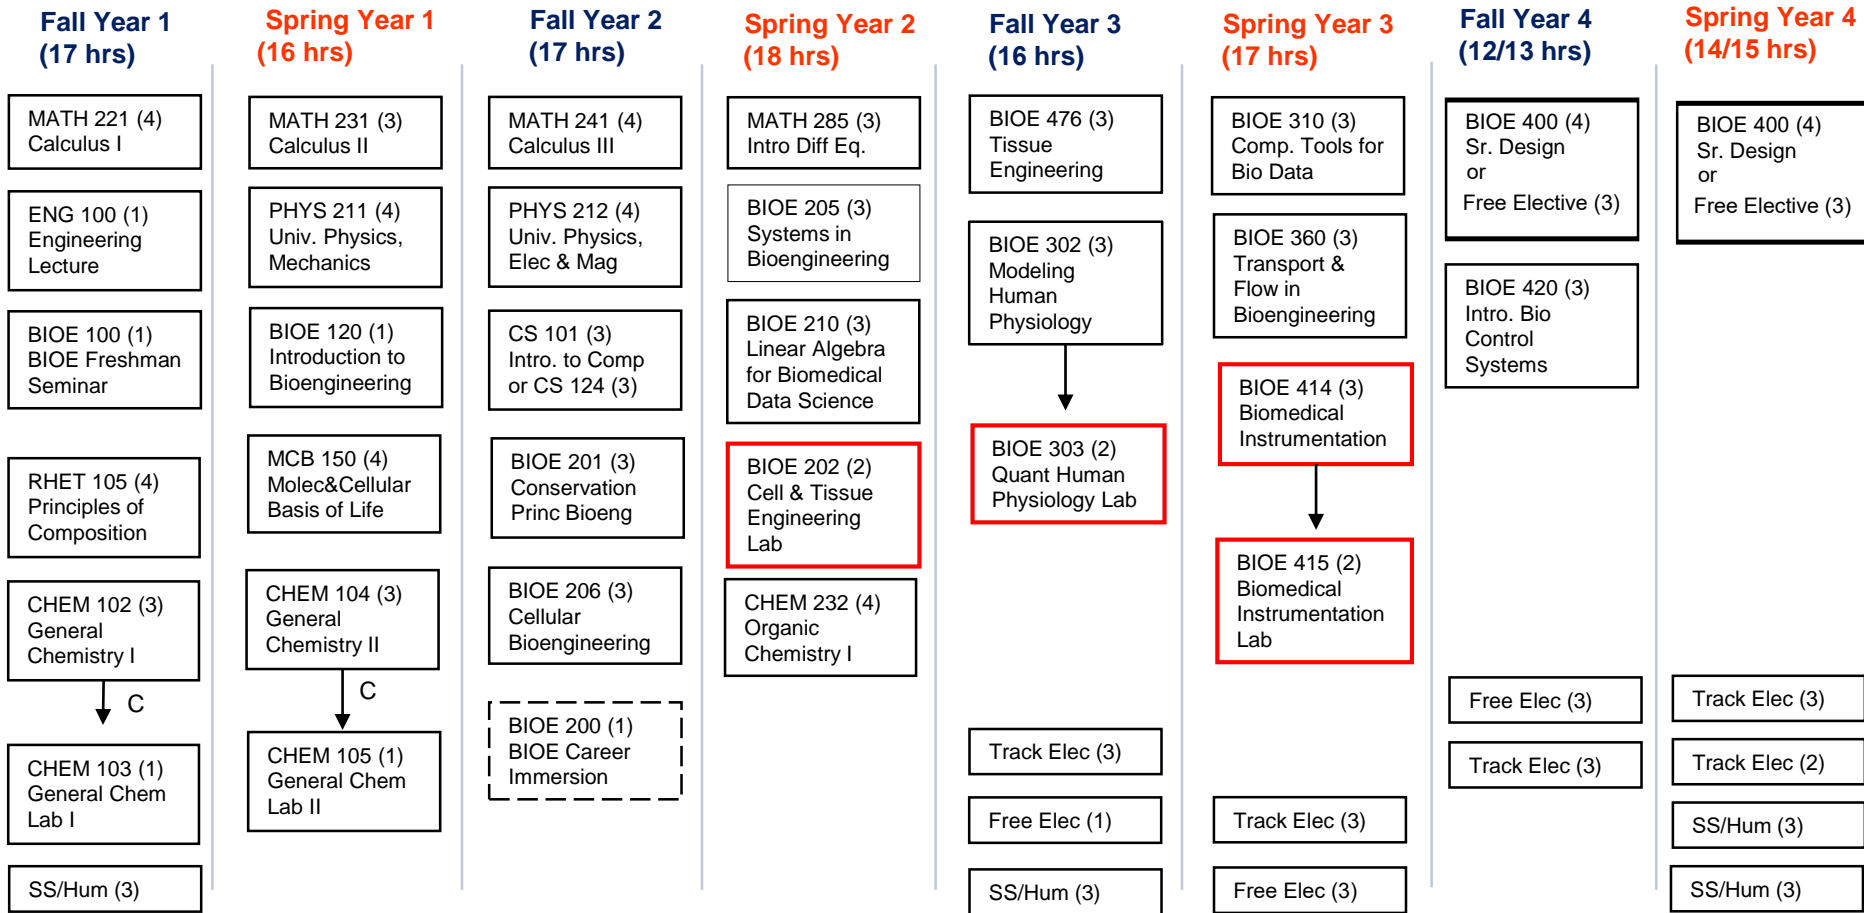 Fall Year 1
(17 hrs)
MATH 221 (4)
Calculus I
ENG 100 (1)
Engineering
Lecture
BIOE 100 (1)
BIOE Freshman
Seminar
RHET 105 (4)
Principles of
Composition
CHEM 102 (3)
General
Chemistry I
C
CHEM 103 (1)
General Chem
Lab I
SS/Hum (3)
Spring Year 1
(16 hrs)
MATH 231 (3)
Calculus II
PHYS 211 (4)
Univ. Physics,
Mechanics
BIOE 120 (1)
Introduction to
Bioengineering
MCB 150 (4)
Molec&Cellular
Basis of Life
CHEM 104 (3)
General
Chemistry II
C
CHEM 105 (1)
General Chem
Lab II
Fall Year 2
(17 hrs)
MATH 241 (4)
Calculus III
PHYS 212 (4)
Univ. Physics,
Elec & Mag
CS 101 (3)
Intro. to Comp
or CS 124 (3)
BIOE 201 (3)
Conservation
Princ Bioeng
BIOE 206 (3)
Cellular
Bioengineering
BIOE 200 (1)
BIOE Career
Immersion
Spring Year 2
(18 hrs)
MATH 285 (3)
Intro Diff Eq.
BIOE 205 (3)
Systems in
Bioengineering
BIOE 210 (3)
Linear Algebra
for Biomedical
Data Science
BIOE 202 (2)
Cell & Tissue
Engineering
Lab
CHEM 232 (4)
Organic
Chemistry I
Fall Year 3
(16 hrs)
BIOE 476 (3)
Tissue
Engineering
BIOE 302 (3)
Modeling
Human
Physiology
BIOE 303 (2)
Quant Human
Physiology Lab
Track Elec (3)
Free Elec (1)
SS/Hum (3)
Spring Year 3
(17 hrs)
BIOE 310 (3)
Comp. Tools for
Bio Data
BIOE 360 (3)
Transport &
Flow in
Bioengineering
BIOE 414 (3)
Biomedical
Instrumentation
BIOE 415 (2)
Biomedical
Instrumentation
Lab
Track Elec (3)
Free Elec (3)
Fall Year 4
(12/13 hrs)
BIOE 400 (4)
Sr. Design
or
Free Elective (3)
BIOE 420 (3)
Intro. Bio
Control
Systems
Free Elec (3)
Track Elec (3)
Spring Year 4
(14/15 hrs)
BIOE 400 (4)
Sr. Design
or
Free Elective (3)
Track Elec (3)
Track Elec (2)
SS/Hum (3)
SS/Hum (3)